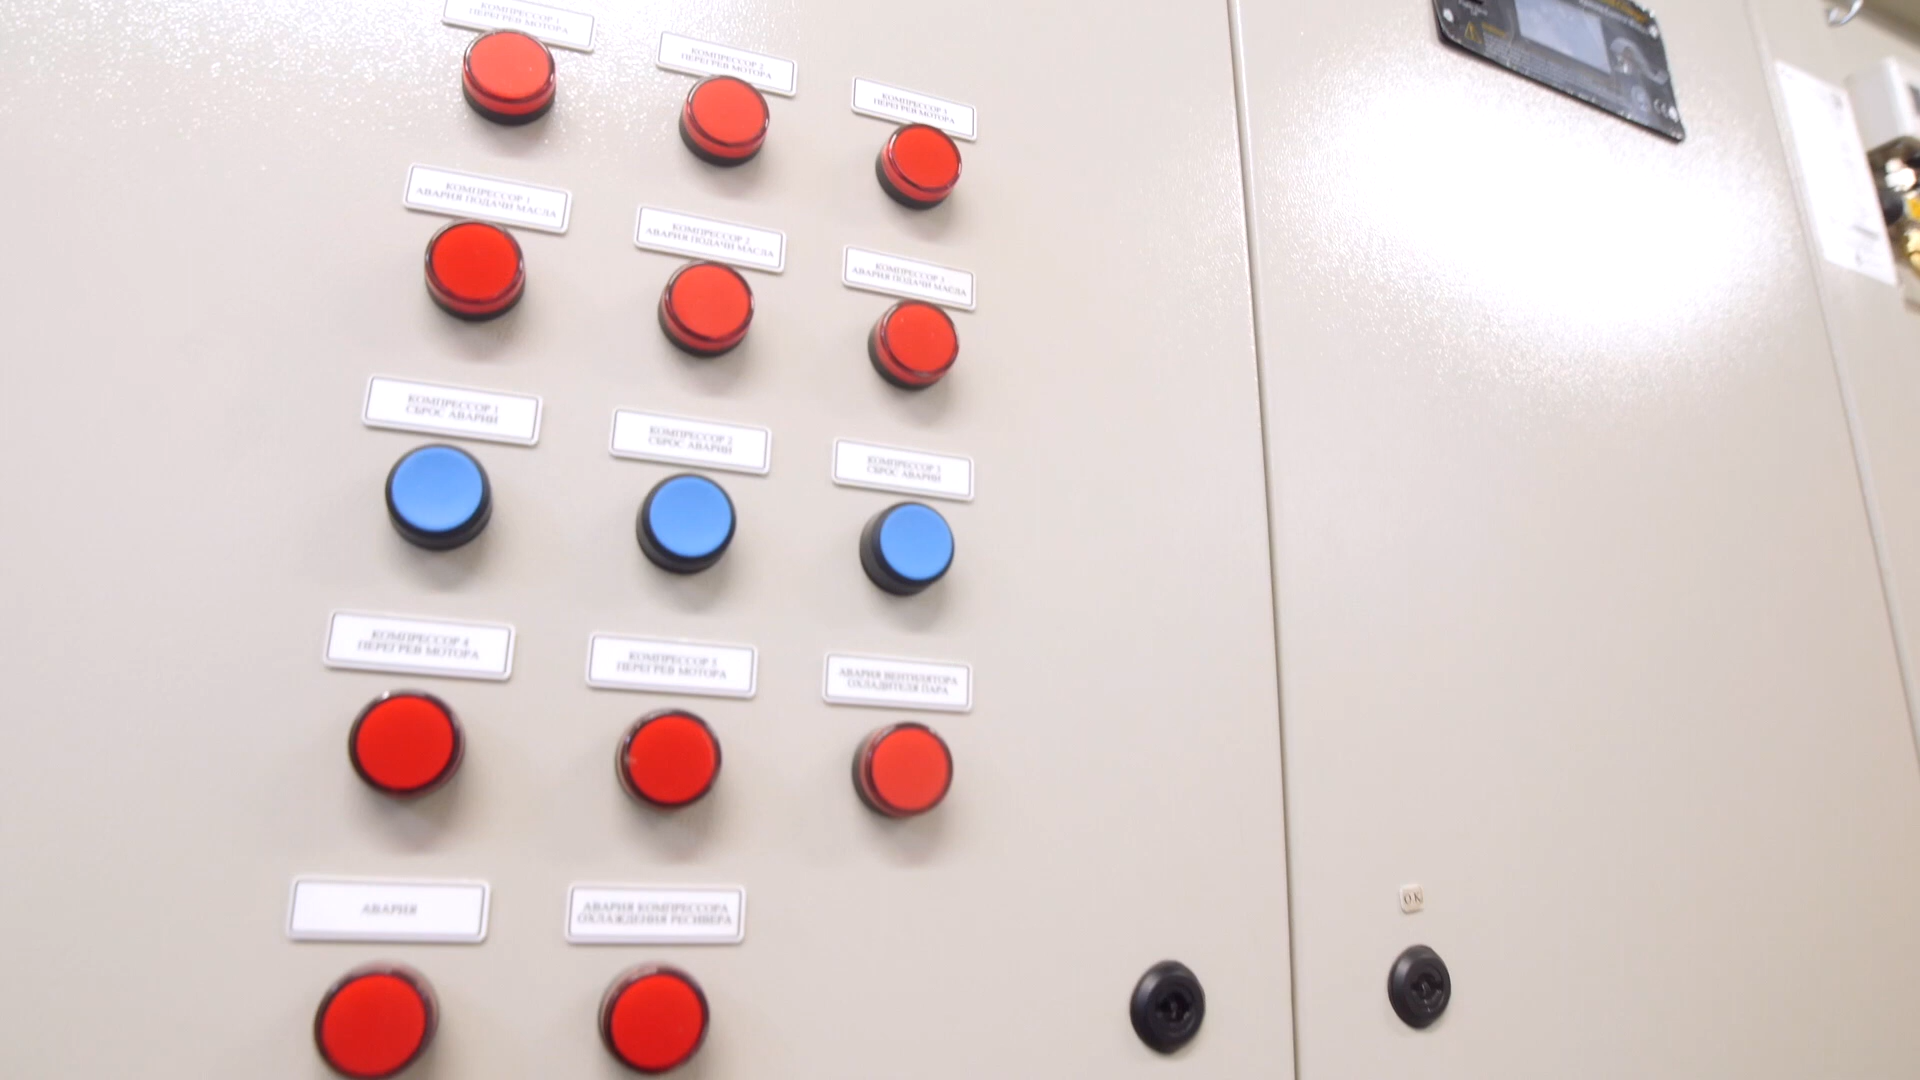 КОМПРЕССОР 1
ПЕРЕГРЕВ МОТОРА
КОМПРЕССОР 2
ПЕРЕГРЕВ МОТОРА
КОМПРЕССОР 3
ПЕРЕГРЕВ МОТОРА
КОМПРЕССОР 1
АВАРИЯ ПОДАЧИ МАСЛА
КОМПРЕССОР 2
АВАРИЯ ПОДАЧИ МАСЛА
КОМПРЕССОР 3
АВАРИЯ ПОДАЧИ МАСЛА
КОМПРЕССОР 1
СБРОС АВАРИИ
КОМПРЕССОР 2
СБРОС АВАРИИ
КОМПРЕССОР 3
СБРОС АВАРИИ
КОМПРЕССОР 4
ПЕРЕГРЕВ МОТОРА
КОМПРЕССОР 5
ПЕРЕГРЕВ МОТОРА
АВАРИЯ ВЕНТИЛЯТОРА
ОХЛАДИТЕЛЯ ПАРА
АВАРИЯ
АВАРИЯ КОМПРЕССОРА
ОХЛАЖДЕНИЯ РЕСИВЕРА
OK